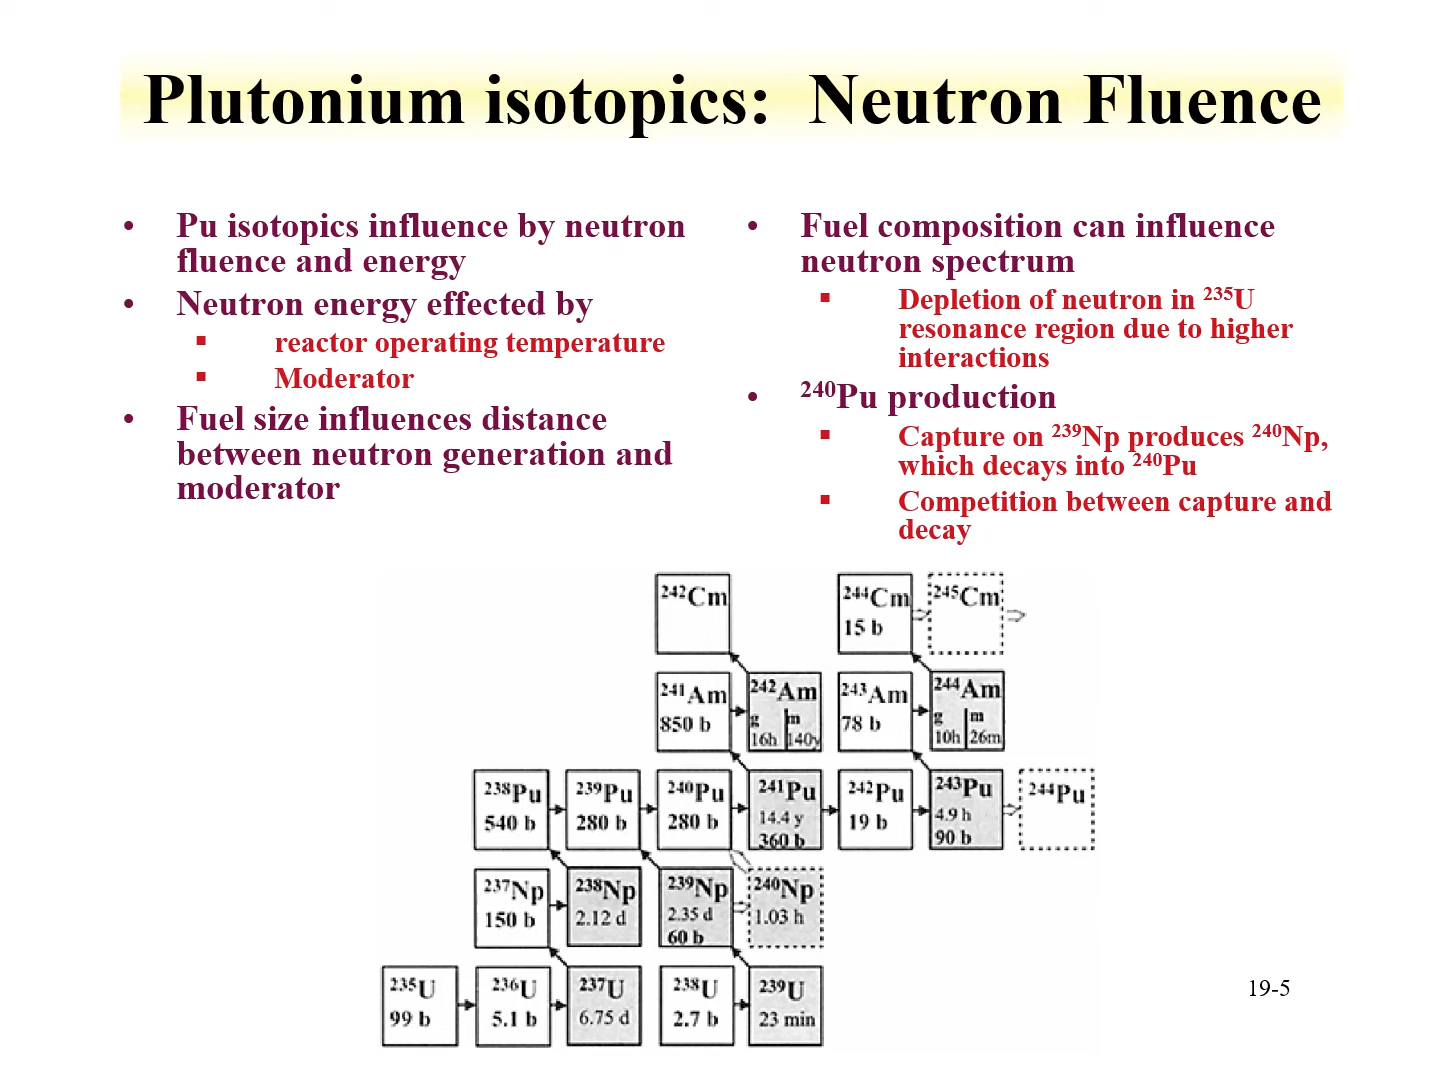 Plutonium isotopics: Neutron Fluence
• Pu isotopics influence by neutron
fluence and energy
• Neutron energy effected by
▪ reactor operating temperature
▪ Moderator
• Fuel size influences distance
between neutron generation and
moderator
• Fuel composition can influence
neutron spectrum
▪ Depletion of neutron in ²³⁵U
resonance region due to higher
interactions
• ²⁴⁰Pu production
▪ Capture on ²³⁹Np produces ²⁴⁰Np,
which decays into ²⁴⁰Pu
▪ Competition between capture and
decay
²⁴²Cm
²⁴⁴Cm
15 b
²⁴⁵Cm
²⁴¹Am
850 b
²⁴²Am
g m
16h 140y
²⁴³Am
78 b
²⁴⁴Am
g m
10h 26m
²³⁸Pu
540 b
²³⁹Pu
280 b
²⁴⁰Pu
280 b
²⁴¹Pu
14.4 y
360 b
²⁴²Pu
19 b
²⁴³Pu
4.9 h
90 b
²⁴⁴Pu
²³⁷Np
150 b
²³⁸Np
2.12 d
²³⁹Np
2.35 d
60 b
²⁴⁰Np
1.03 h
²³⁵U
99 b
²³⁶U
5.1 b
²³⁷U
6.75 d
²³⁸U
2.7 b
²³⁹U
23 min
19-5